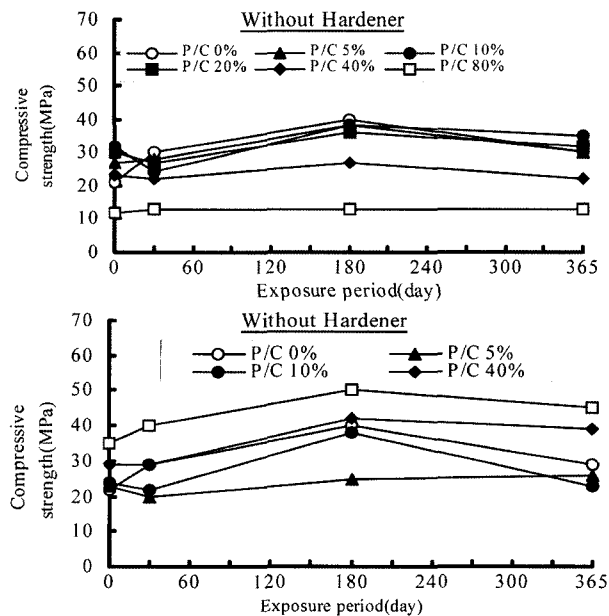 Without Hardener
P/C 0% P/C 5% P/C 10%
P/C 20% P/C 40% P/C 80%
Compressive
strength(MPa)
70
60
50
40
30
20
10
0
0 60 120 180 240 300 365
Exposure period(day)
Without Hardener
P/C 0% P/C 5%
P/C 10% P/C 40%
Compressive
strength(MPa)
70
60
50
40
30
20
10
0
0 60 120 180 240 300 365
Exposure period(day)